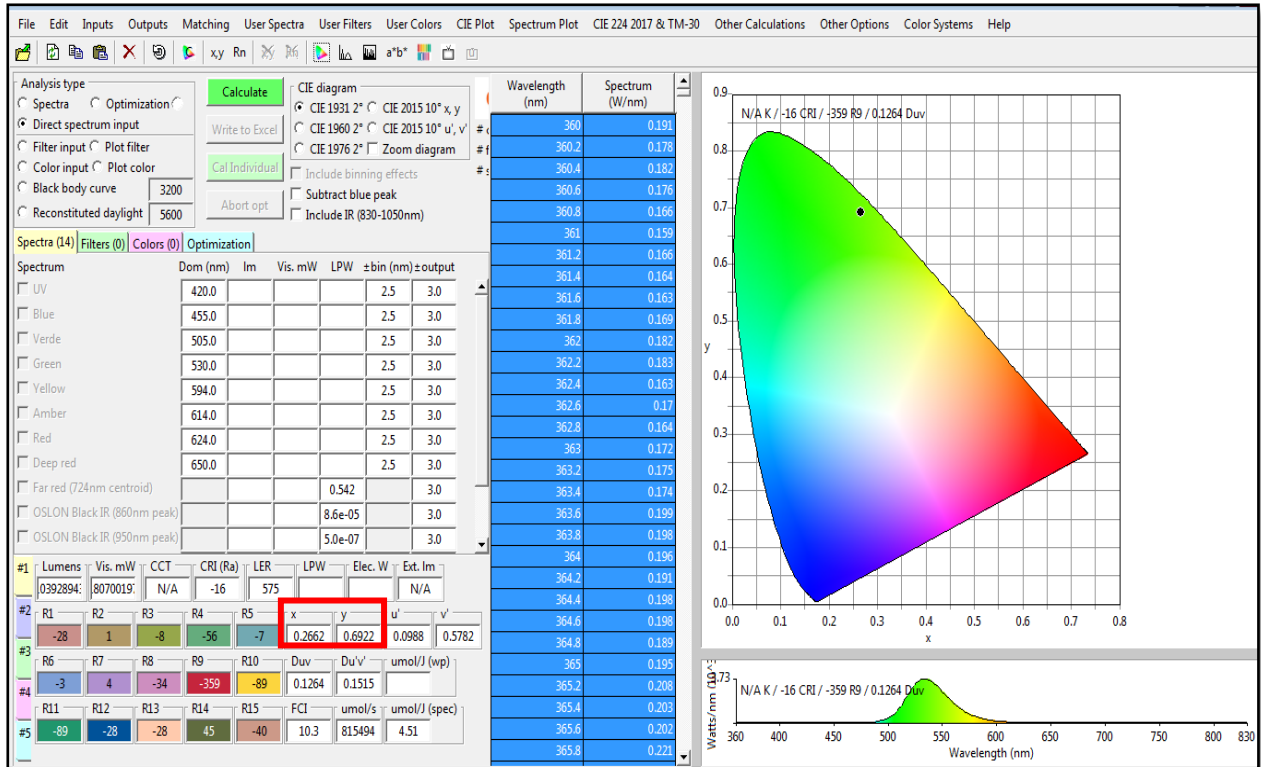 File Edit Inputs Outputs Matching User Spectra User Filters User Colors CIE Plot Spectrum Plot CIE 224 2017 & TM-30 Other Calculations Other Options Color Systems Help
x,y Rn a*b*
Analysis type
Spectra Optimization
Direct spectrum input
Filter input Plot filter
Color input Plot color
Black body curve 3200
Reconstituted daylight 5600
Calculate
Write to Excel
Cal Individual
Abort opt
CIE diagram
CIE 1931 2° CIE 2015 10° x, y
CIE 1960 2° CIE 2015 10° u', v'
CIE 1976 2° Zoom diagram
Include binning effects
Subtract blue peak
Include IR (830-1050nm)
# f
# s
Spectra (14) Filters (0) Colors (0) Optimization
Spectrum Dom (nm) lm Vis. mW LPW ±bin (nm) ±output
UV 420.0 2.5 3.0
Blue 455.0 2.5 3.0
Verde 505.0 2.5 3.0
Green 530.0 2.5 3.0
Yellow 594.0 2.5 3.0
Amber 614.0 2.5 3.0
Red 624.0 2.5 3.0
Deep red 650.0 2.5 3.0
Far red (724nm centroid) 0.542 3.0
OSLON Black IR (860nm peak) 8.6e-05 3.0
OSLON Black IR (950nm peak) 5.0e-07 3.0
#1 Lumens Vis. mW CCT CRI (Ra) LER LPW Elec. W Ext. lm
N/A -16 575 N/A
#2 R1 R2 R3 R4 R5 x y u' v'
-28 1 -8 -56 -7 0.2662 0.6922 0.0988 0.5782
#3 R6 R7 R8 R9 R10 Duv Du'v' umol/J (wp)
#4 -3 4 -34 -359 -89 0.1264 0.1515
R11 R12 R13 R14 R15 FCI umol/s umol/J (spec)
#5 -89 -28 -28 45 -40 10.3 815494 4.51
Wavelength (nm) Spectrum (W/nm)
360 0.191
360.2 0.178
360.4 0.182
360.6 0.176
360.8 0.166
361 0.159
361.2 0.166
361.4 0.164
361.6 0.163
361.8 0.169
362 0.182
362.2 0.183
362.4 0.163
362.6 0.17
362.8 0.164
363 0.172
363.2 0.175
363.4 0.174
363.6 0.199
363.8 0.198
364 0.196
364.2 0.191
364.4 0.198
364.6 0.198
364.8 0.189
365 0.195
365.2 0.208
365.4 0.203
365.6 0.202
365.8 0.221
N/A K / -16 CRI / -359 R9 / 0.1264 Duv
0.9
0.8
0.7
0.6
0.5
y
0.4
0.3
0.2
0.1
0.0
0.0 0.1 0.2 0.3 0.4 0.5 0.6 0.7 0.8
x
N/A K / -16 CRI / -359 R9 / 0.1264 Duv
Watts/nm
360 400 450 500 550 600 650 700 750 800 830
Wavelength (nm)